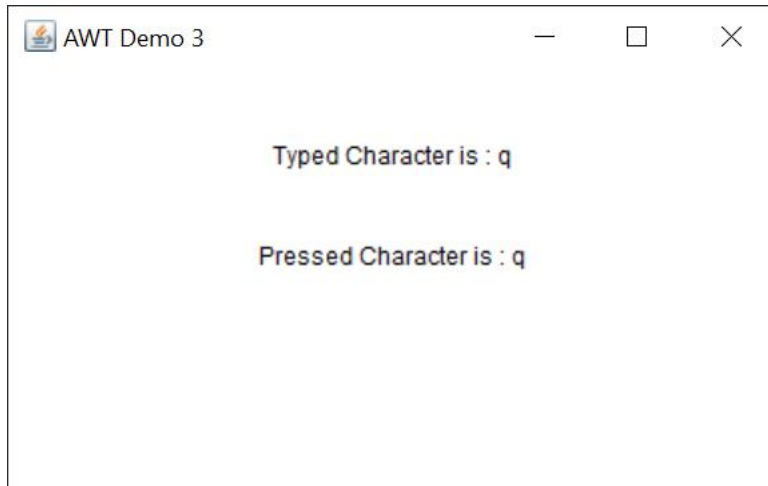 AWT Demo 3
Typed Character is : q
Pressed Character is : q